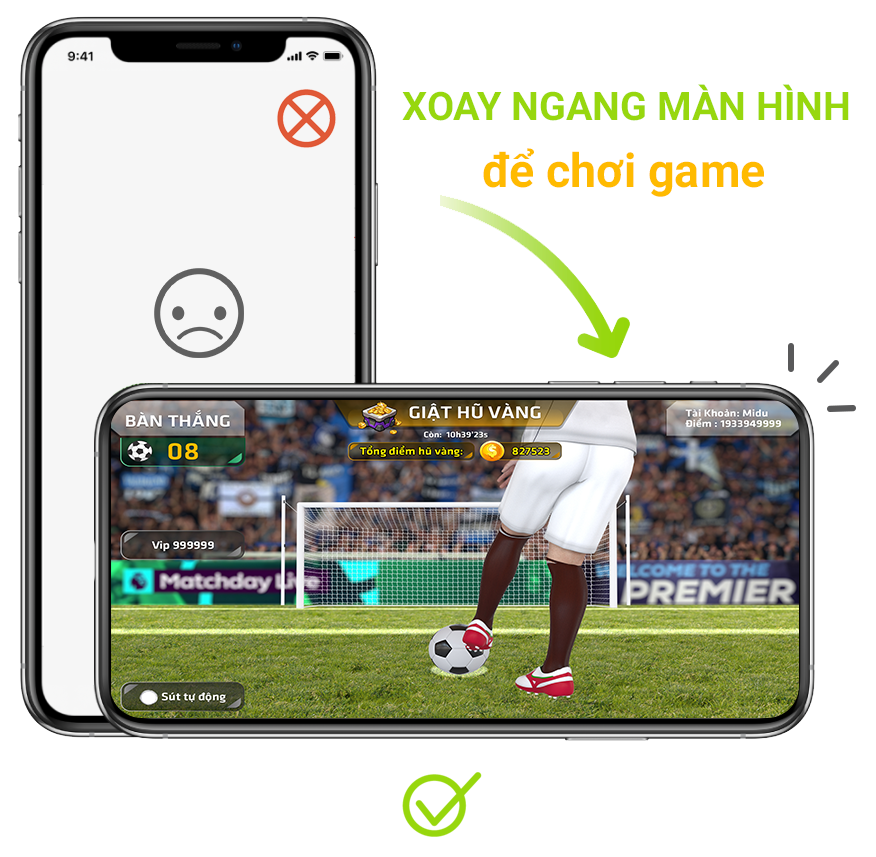 9:41
XOAY NGANG MÀN HÌNH
để chơi game
BÀN THẮNG
08
GIẬT HŨ VÀNG
Còn: 10h39'23s
Tổng điểm hũ vàng:
827523
Tài Khoản: Midu
Điểm : 1933949999
Vip 999999
Matchday Live
WELCOME TO THE
PREMIER
Sút tự động